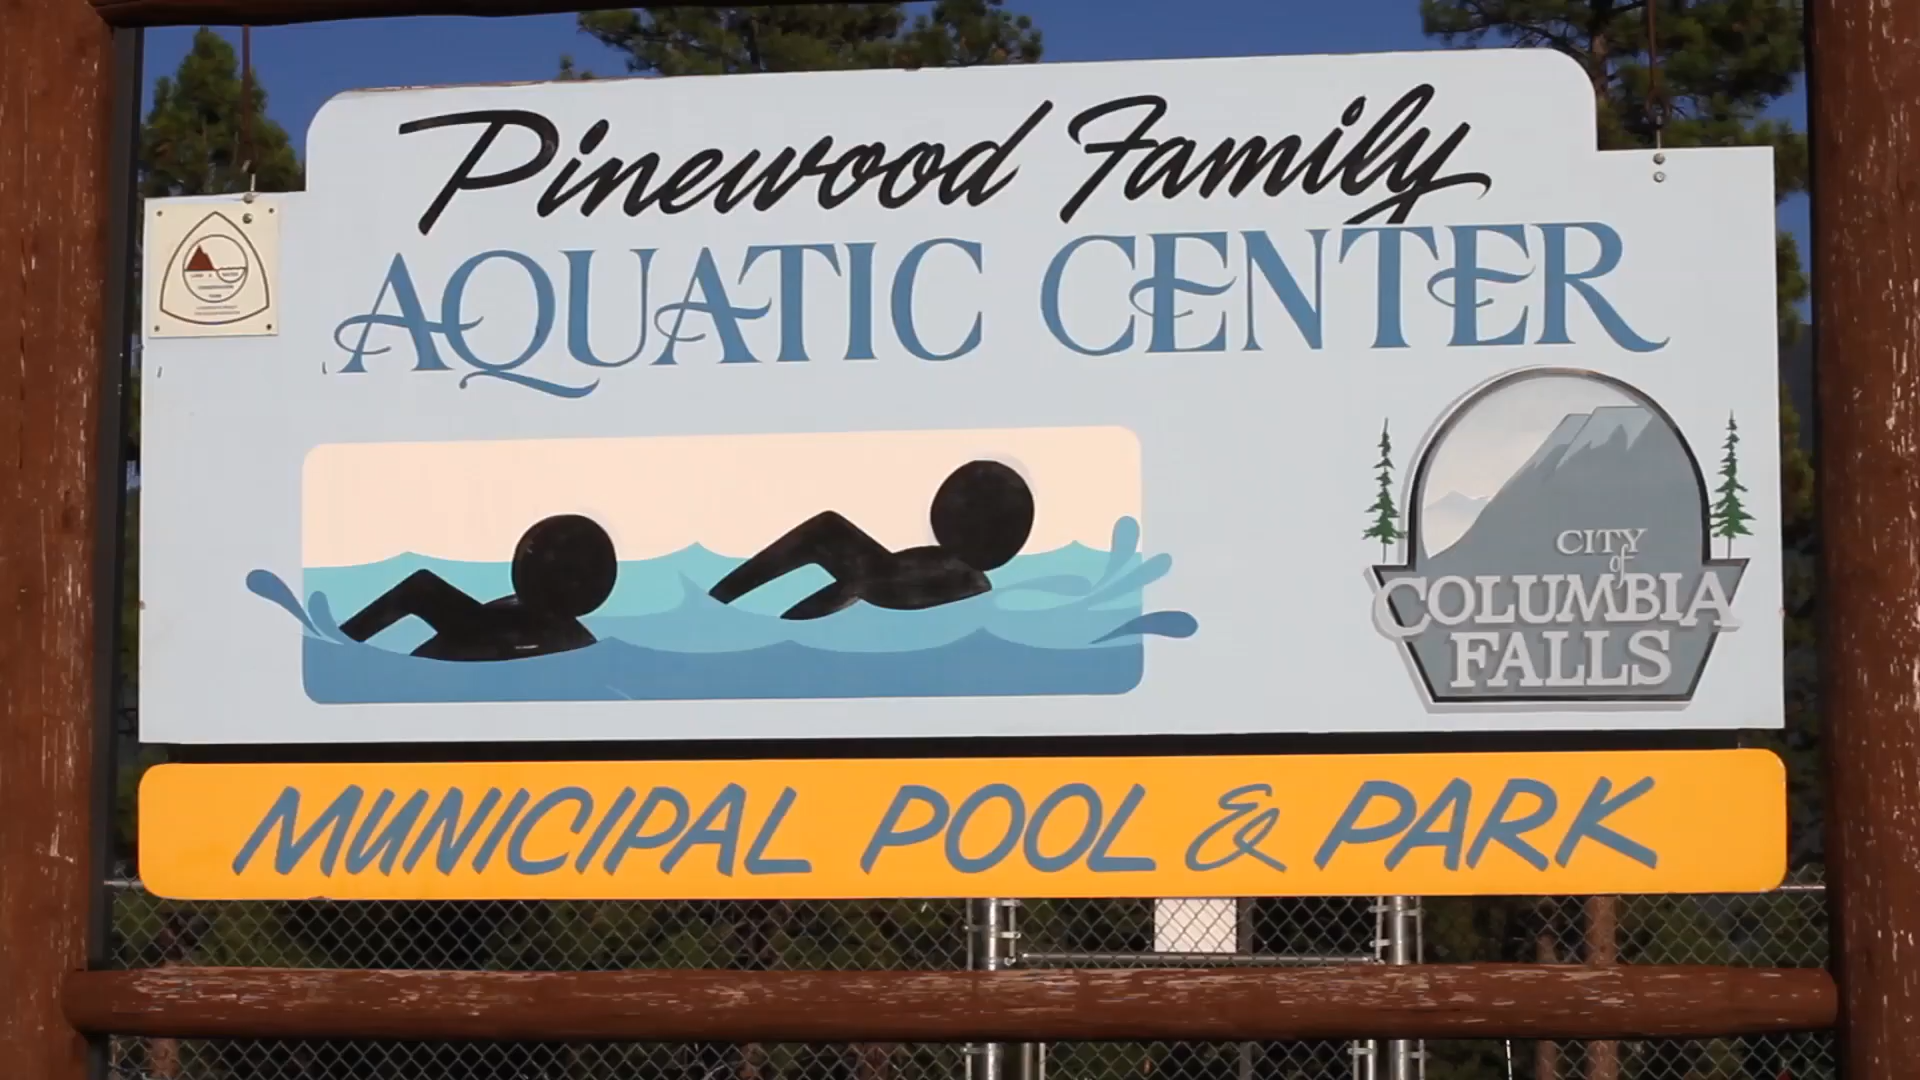 Pinewood Family
AQUATIC CENTER
CITY
of
COLUMBIA
FALLS
MUNICIPAL POOL & PARK